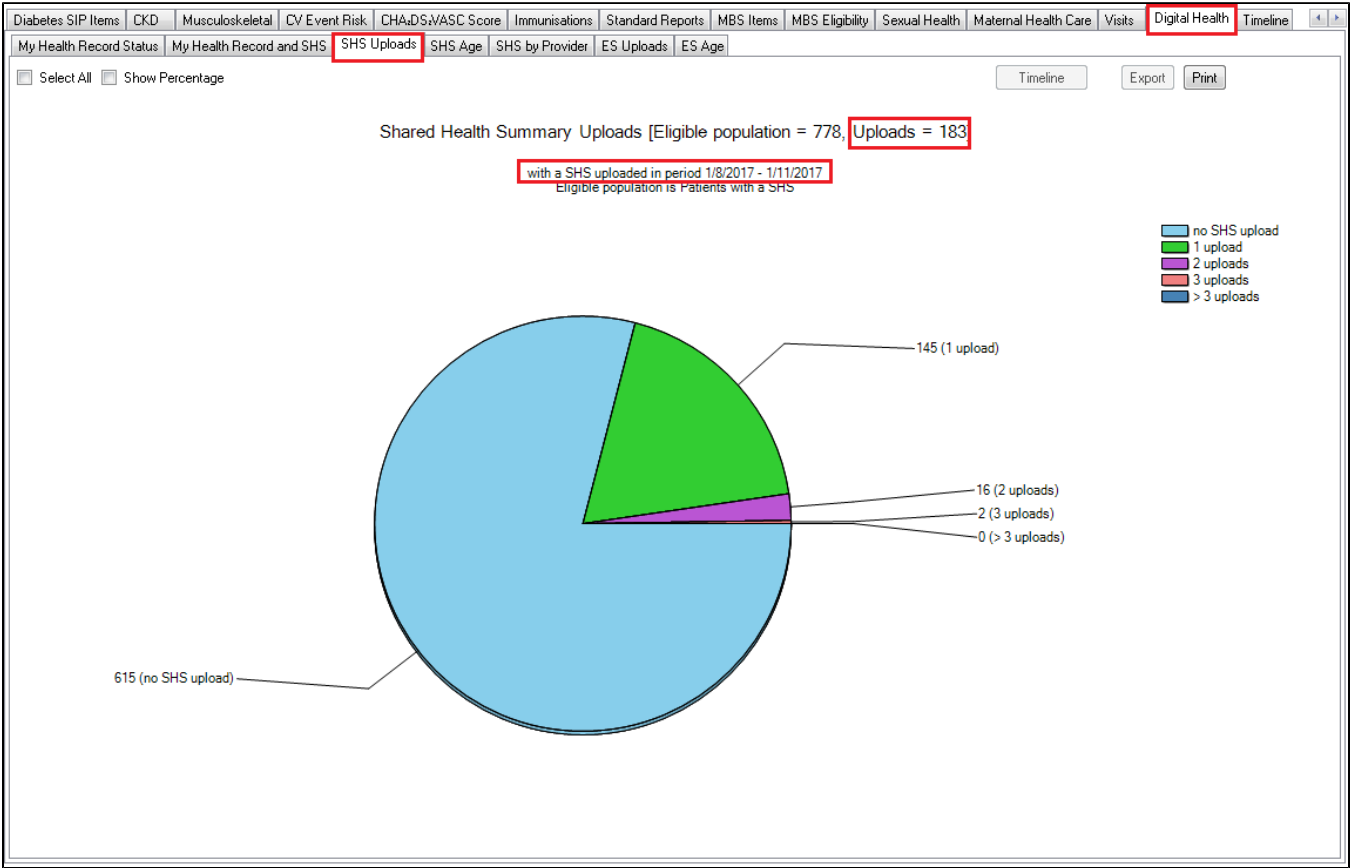 Diabetes SIP Items CKD Musculoskeletal CV Event Risk CHA₂DS₂VASC Score Immunisations Standard Reports MBS Items MBS Eligibility Sexual Health Maternal Health Care Visits Digital Health Timeline
My Health Record Status My Health Record and SHS SHS Uploads SHS Age SHS by Provider ES Uploads ES Age
Select All Show Percentage Timeline Export Print
Shared Health Summary Uploads [Eligible population = 778, Uploads = 183]
with a SHS uploaded in period 1/8/2017 - 1/11/2017
Eligible population is Patients with a SHS
no SHS upload
1 upload
2 uploads
3 uploads
> 3 uploads
145 (1 upload)
16 (2 uploads)
2 (3 uploads)
0 (> 3 uploads)
615 (no SHS upload)